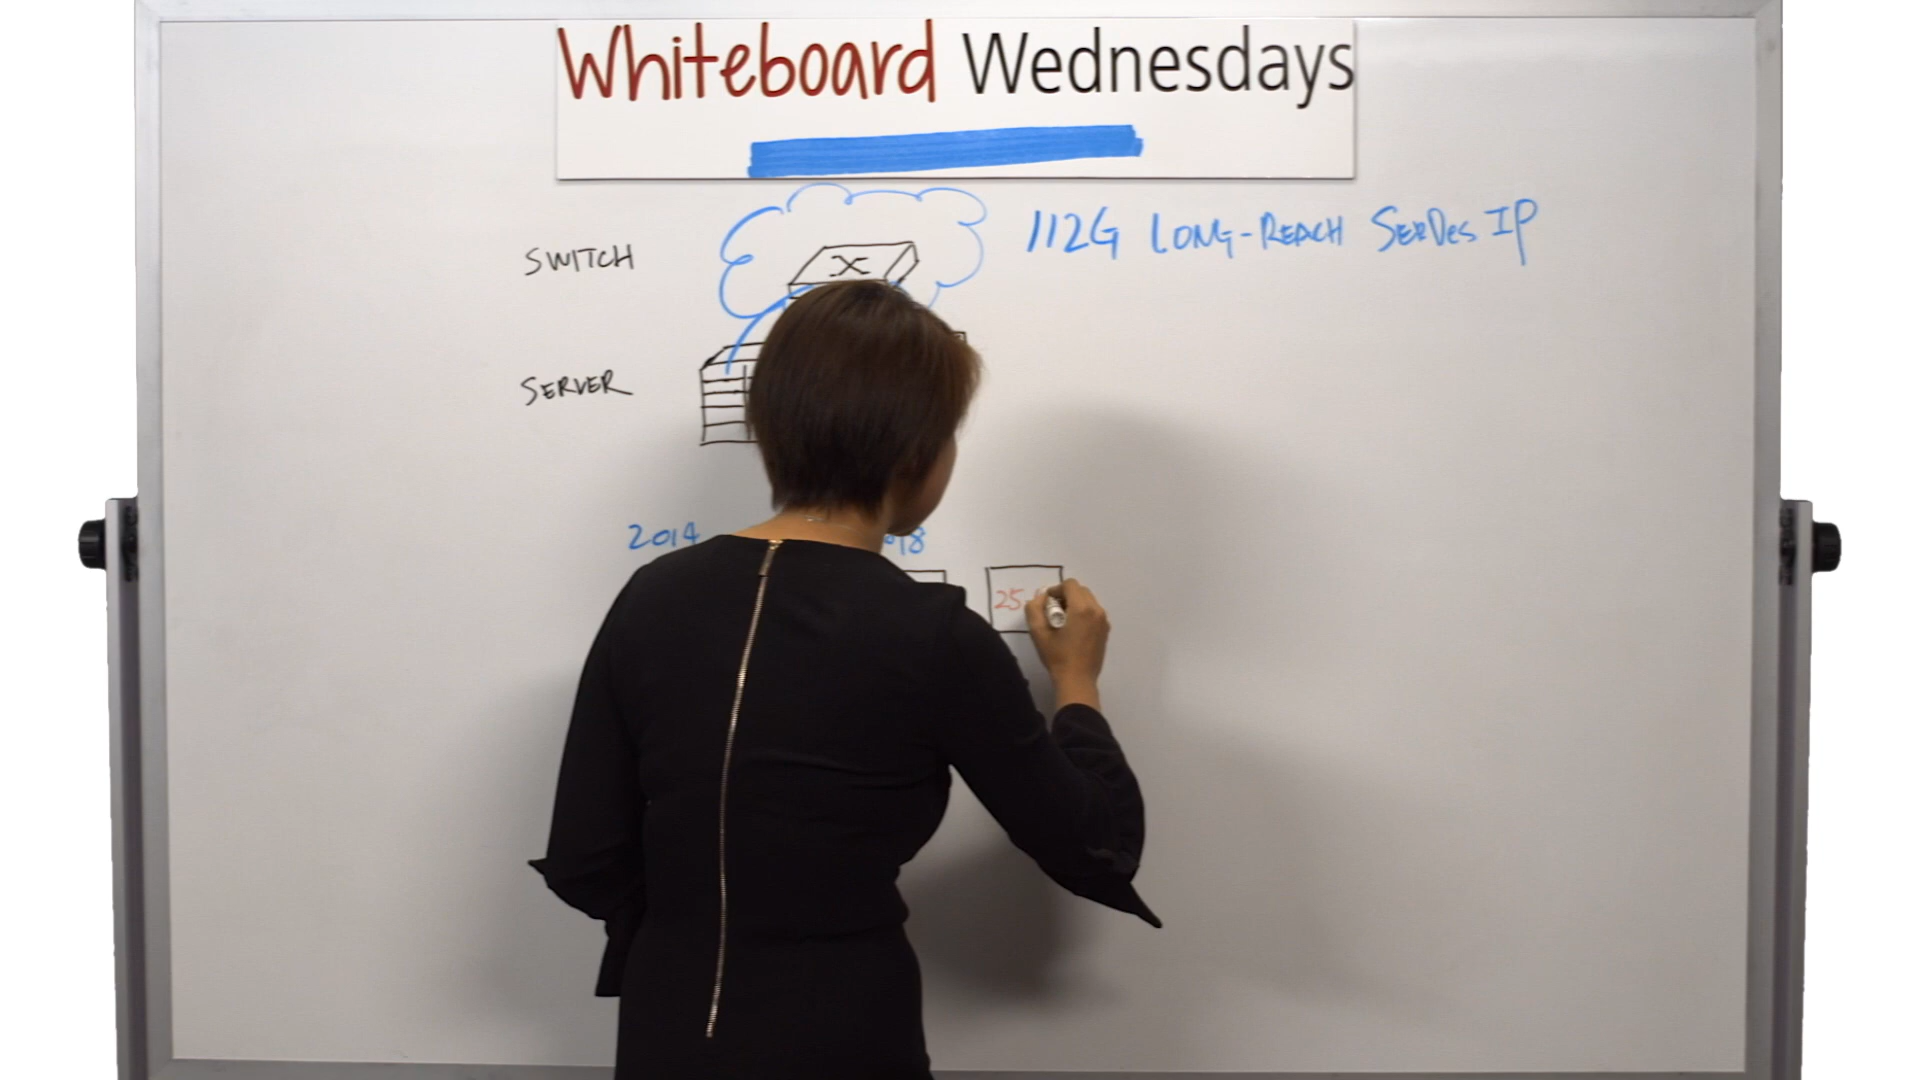 Whiteboard Wednesdays
112G LONG-REACH SERDES IP
SWITCH
X
SERVER
2014